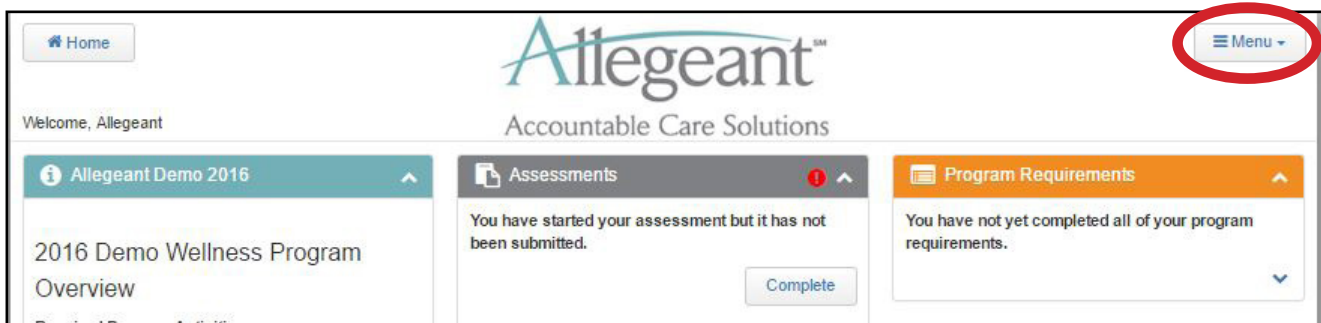 Home
Menu
Allegeant℠
Accountable Care Solutions
Welcome, Allegeant
Allegeant Demo 2016
2016 Demo Wellness Program
Overview
Assessments
You have started your assessment but it has not
been submitted.
Complete
Program Requirements
You have not yet completed all of your program
requirements.